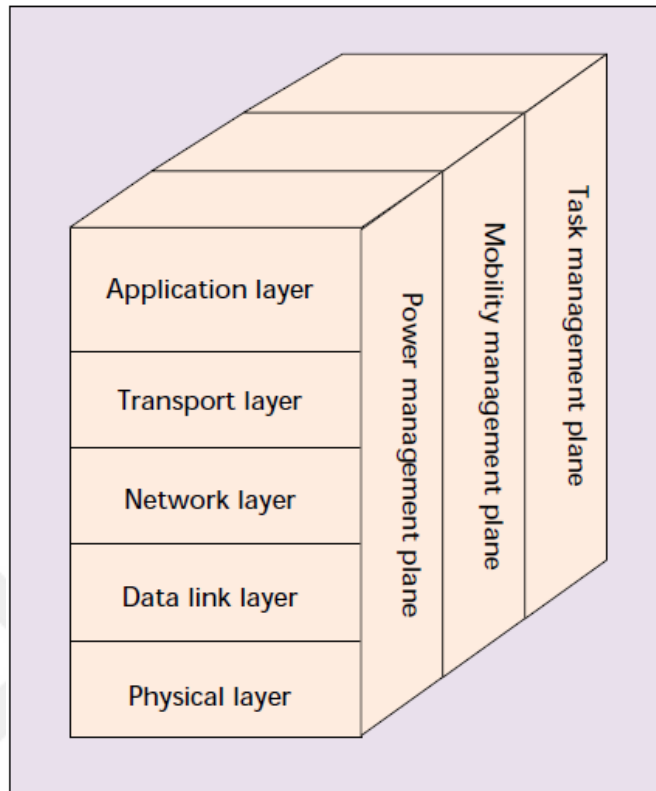 Application layer
Transport layer
Network layer
Data link layer
Physical layer
Power management plane
Mobility management plane
Task management plane